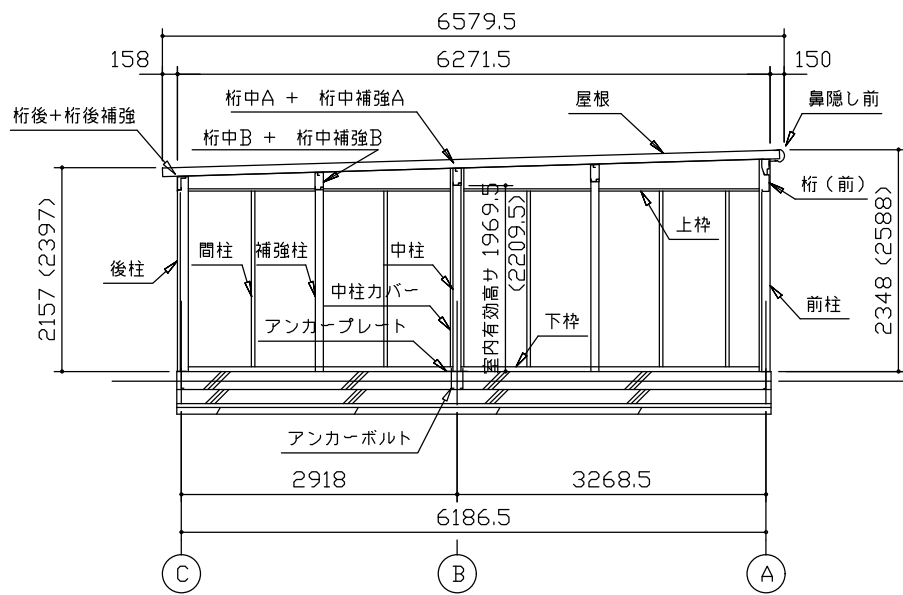 6579.5
158
6271.5
150
桁中A + 桁中補強A
屋根
鼻隠し前
桁後+桁後補強
桁中B + 桁中補強B
桁(前)
上枠
2157 (2397)
後柱
間柱
補強柱
中柱
中柱カバー
アンカープレート
室内有効高サ 1969.5
(2209.5)
下枠
前柱
2348 (2588)
アンカーボルト
2918
3268.5
6186.5
C
B
A